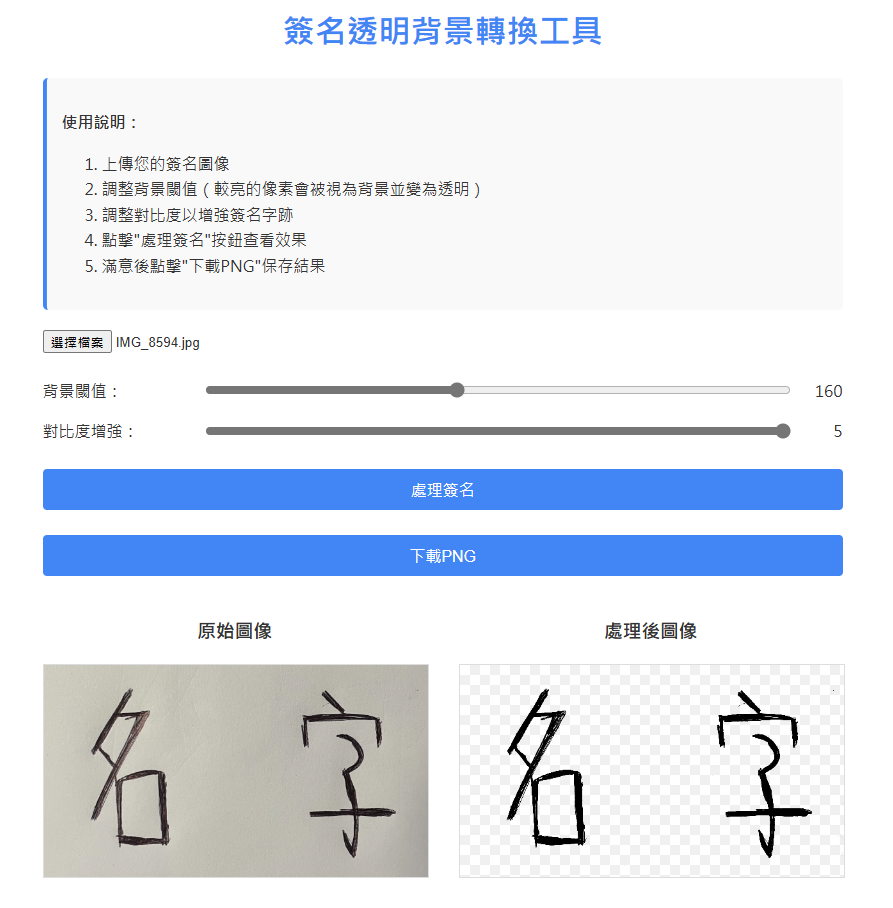 簽名透明背景轉換工具
使用說明：
1. 上傳您的簽名圖像
2. 調整背景閾值（較亮的像素會被視為背景並變為透明）
3. 調整對比度以增強簽名字跡
4. 點擊"處理簽名"按鈕查看效果
5. 滿意後點擊"下載PNG"保存結果
選擇檔案 IMG_8594.jpg
背景閾值： 160
對比度增強： 5
處理簽名
下載PNG
原始圖像 處理後圖像
名字 名字